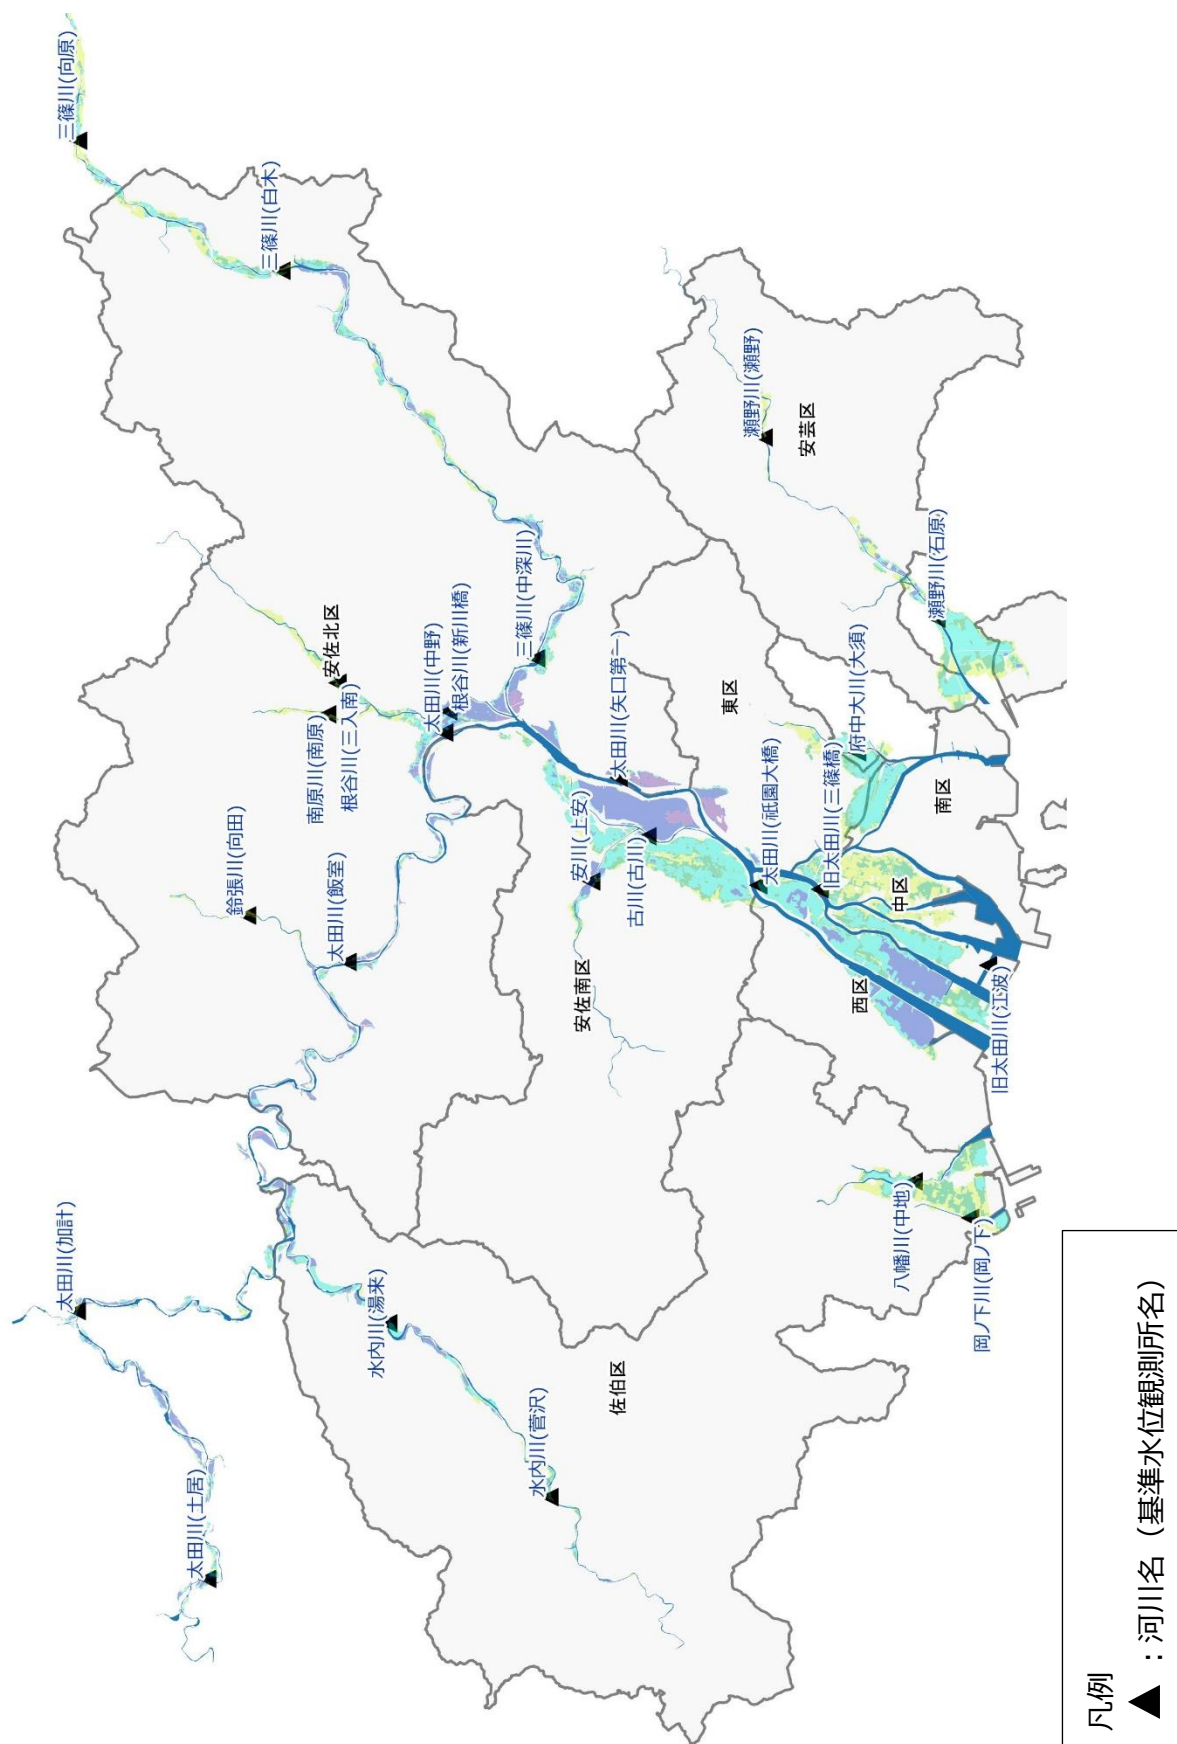 三篠川(向原)
三篠川(白木)
瀬野川(瀬野)
安芸区
瀬野川(石原)
三篠川(中深川)
安佐北区
根谷川(新川橋)
太田川(中野)
南原川(南原)
根谷川(三入南)
太田川(矢口第一)
東区
府中大川(大須)
南区
太田川(祇園大橋)
旧太田川(三篠橋)
中区
鈴張川(向田)
太田川(飯室)
安川(上安)
古川(古川)
安佐南区
西区
旧太田川(江波)
八幡川(中地)
岡ノ下川(岡ノ下)
太田川(加計)
水内川(湯来)
佐伯区
水内川(菅沢)
太田川(土居)
凡例
▲:河川名(基準水位観測所名)